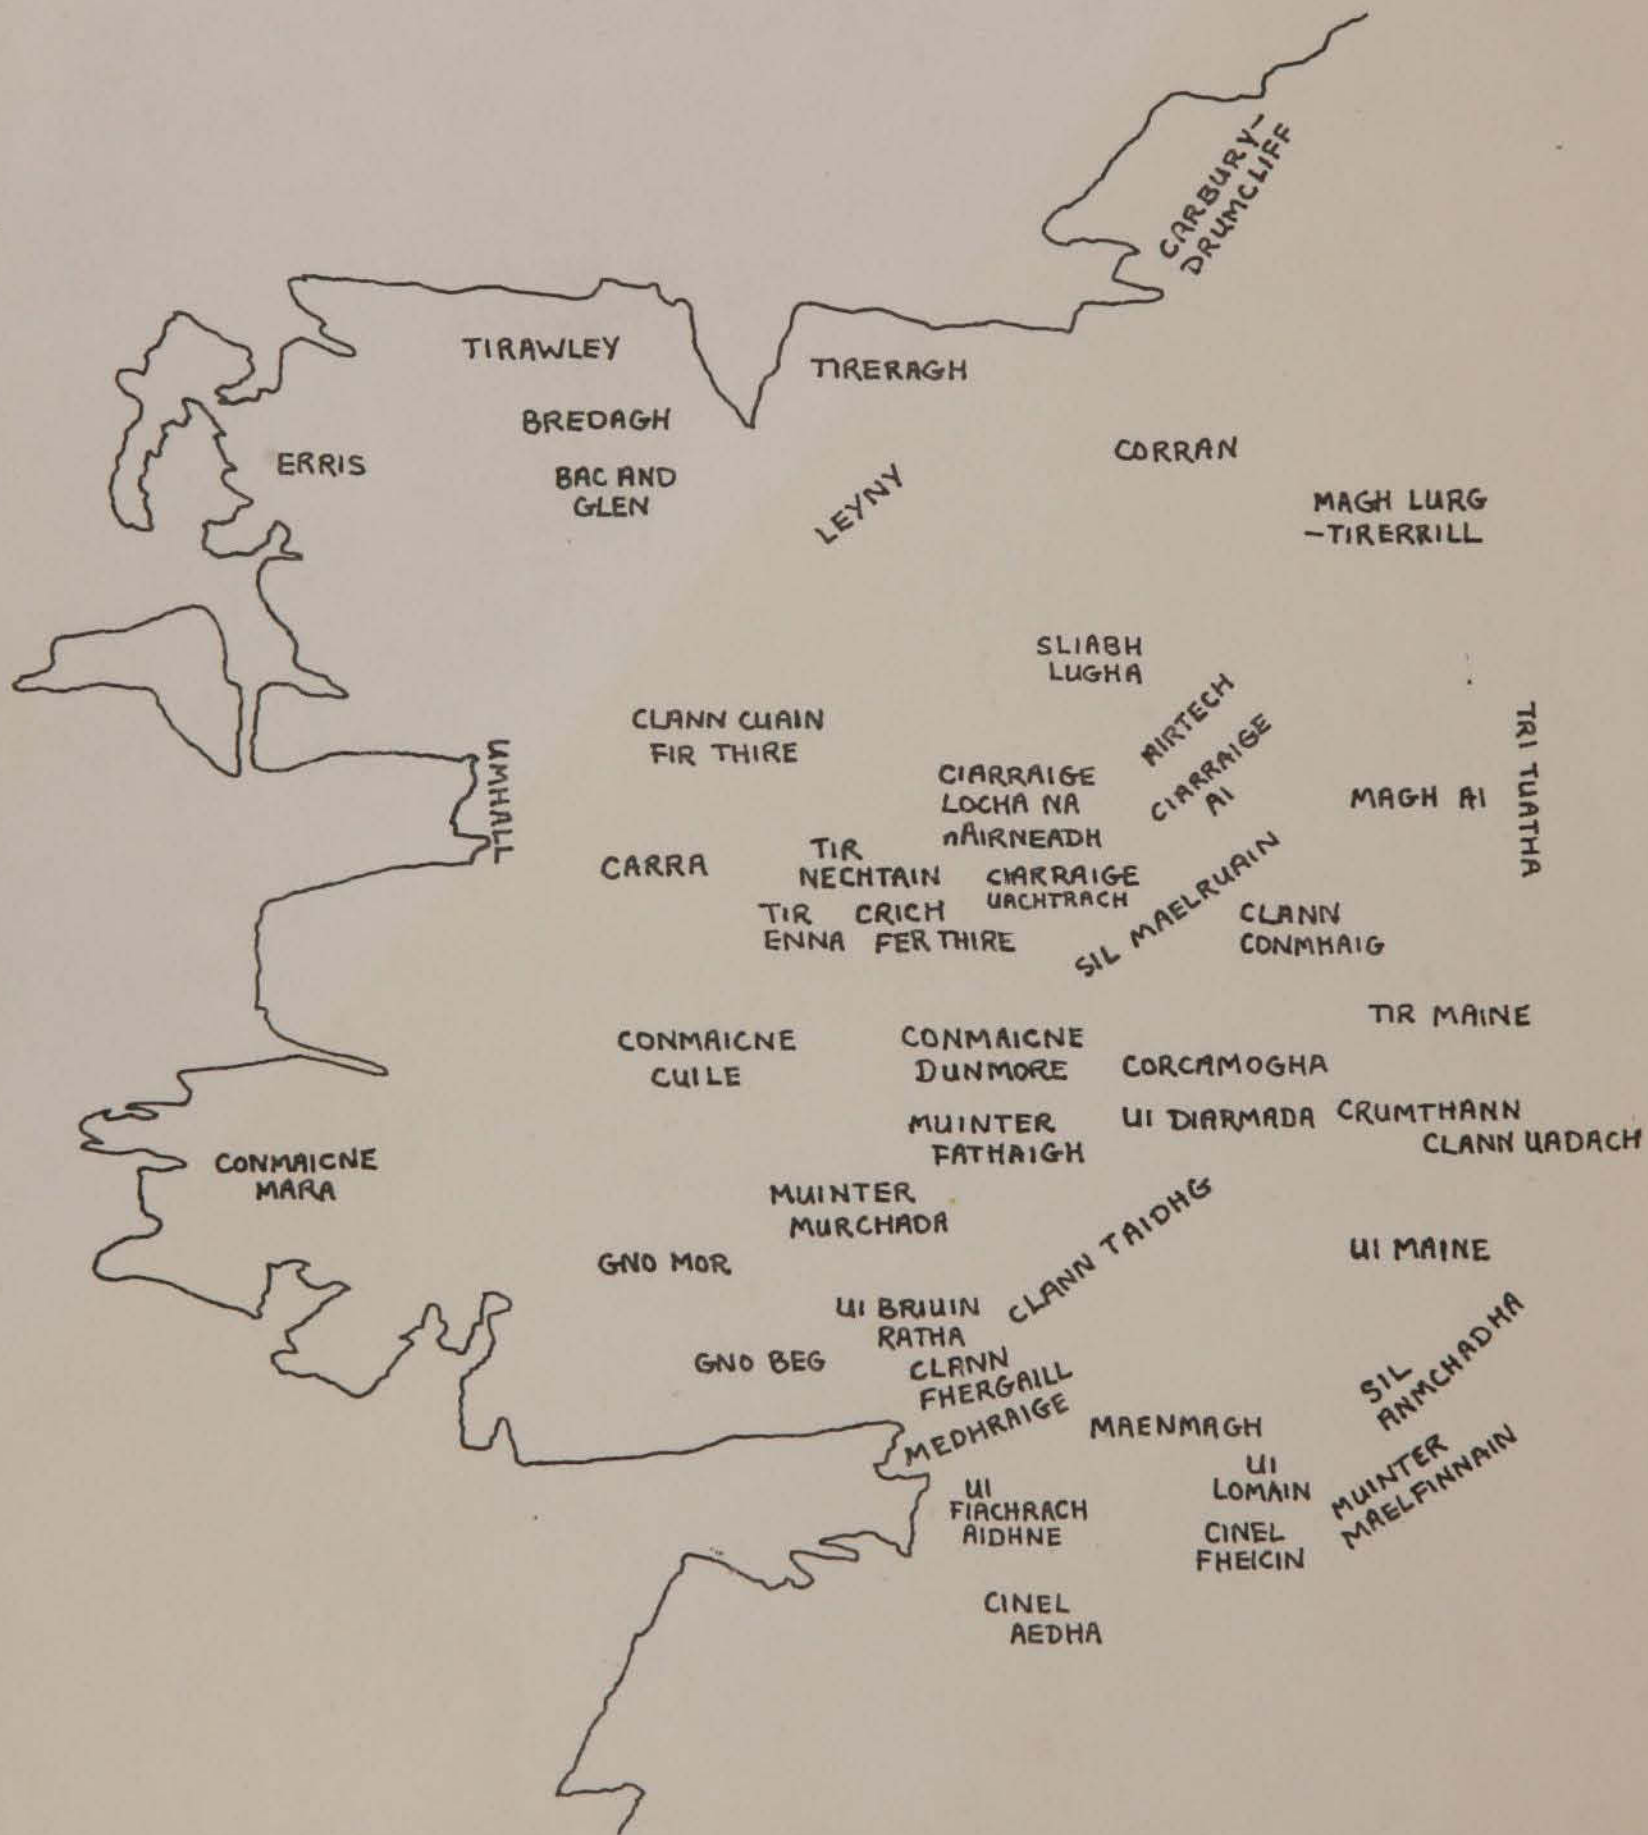 CARBURY-
DRUMCLIFF
TIRAWLEY
TIRERAGH
BREDAGH
CORRAN
ERRIS
BAC AND
GLEN
LEYNY
MAGH LURG
-TIRERRILL
SLIABH
LUGHA
AIRTECH
CLANN CUAIN
FIR THIRE
UMHALL
CIARRAIGE
LOCHA NA
nAIRNEADH
CIARRAIGE
AI
MAGH AI
TRI TUATHA
CARRA
TIR
NECHTAIN
CIARRAIGE
UACHTRACH
SIL MAELRUAIN
TIR
ENNA
CRICH
FER THIRE
CLANN
CONMHAIG
TIR MAINE
CONMAICNE
CUILE
CONMAICNE
DUNMORE
CORCAMOGHA
MUINTER
FATHAIGH
UI DIARMADA
CRUMTHANN
CLANN UADACH
CONMAICNE
MARA
MUINTER
MURCHADA
CLANN TAIDHG
GNO MOR
UI MAINE
UI BRIUIN
RATHA
GNO BEG
CLANN
FHERGAILL
MEDHRAIGE
MAENMAGH
SIL
ANMCHADHA
UI
LOMAIN
MUINTER
MAELFINNAIN
UI
FIACHRACH
AIDHNE
CINEL
FHEICIN
CINEL
AEDHA